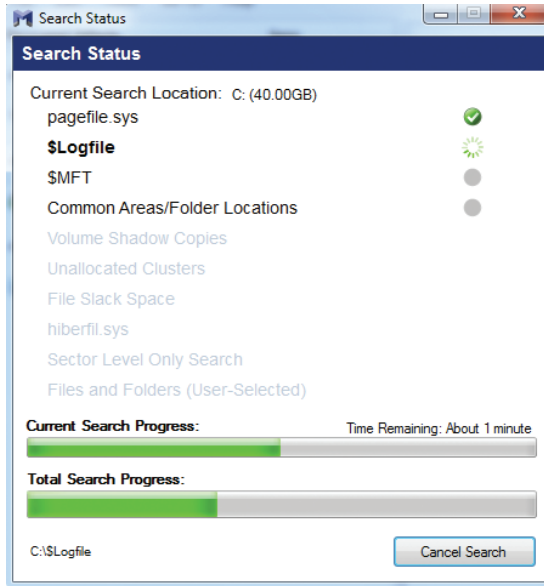 Search Status
Search Status
Current Search Location: C: (40.00GB)
pagefile.sys
$Logfile
$MFT
Common Areas/Folder Locations
Volume Shadow Copies
Unallocated Clusters
File Slack Space
hiberfil.sys
Sector Level Only Search
Files and Folders (User-Selected)
Current Search Progress: Time Remaining: About 1 minute
Total Search Progress:
C:\$Logfile Cancel Search